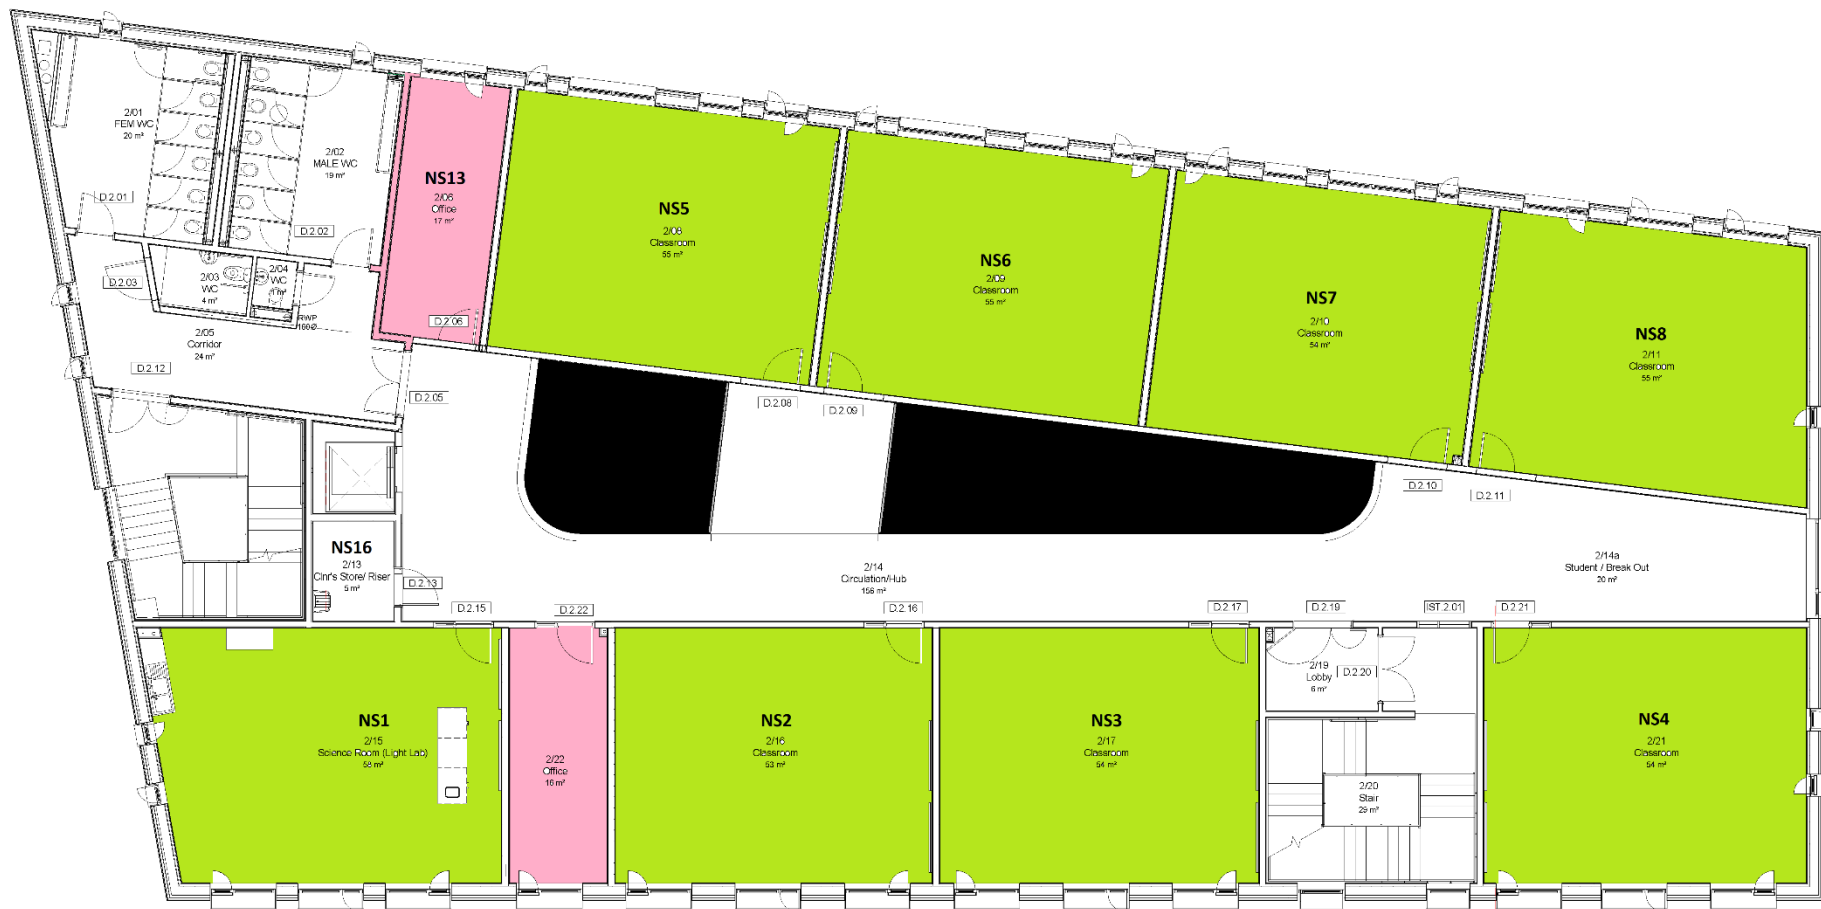 2/01
FEM WC
20 m²
D.2.01
2/02
MALE WC
19 m²
D.2.02
NS13
2/06
Office
17 m²
D.2.06
NS5
2/08
Classroom
55 m²
NS6
2/09
Classroom
55 m²
NS7
2/10
Classroom
54 m²
NS8
2/11
Classroom
55 m²
D.2.03
2/03
WC
4 m²
2/04
WC
RWP
160Ø
2/05
Corridor
24 m²
D.2.12
D.2.05
D.2.08
D.2.09
D.2.10
D.2.11
NS16
2/13
Clnr's Store/ Riser
5 m²
D.2.13
2/14
Circulation/Hub
156 m²
2/14a
Student / Break Out
20 m²
D.2.15
D.2.22
D.2.16
D.2.17
D.2.19
IST.2.01
D.2.21
NS1
2/15
Science Room (Light Lab)
58 m²
2/22
Office
16 m²
NS2
2/16
Classroom
53 m²
NS3
2/17
Classroom
54 m²
2/19
Lobby
6 m²
D.2.20
2/20
Stair
29 m²
NS4
2/21
Classroom
54 m²